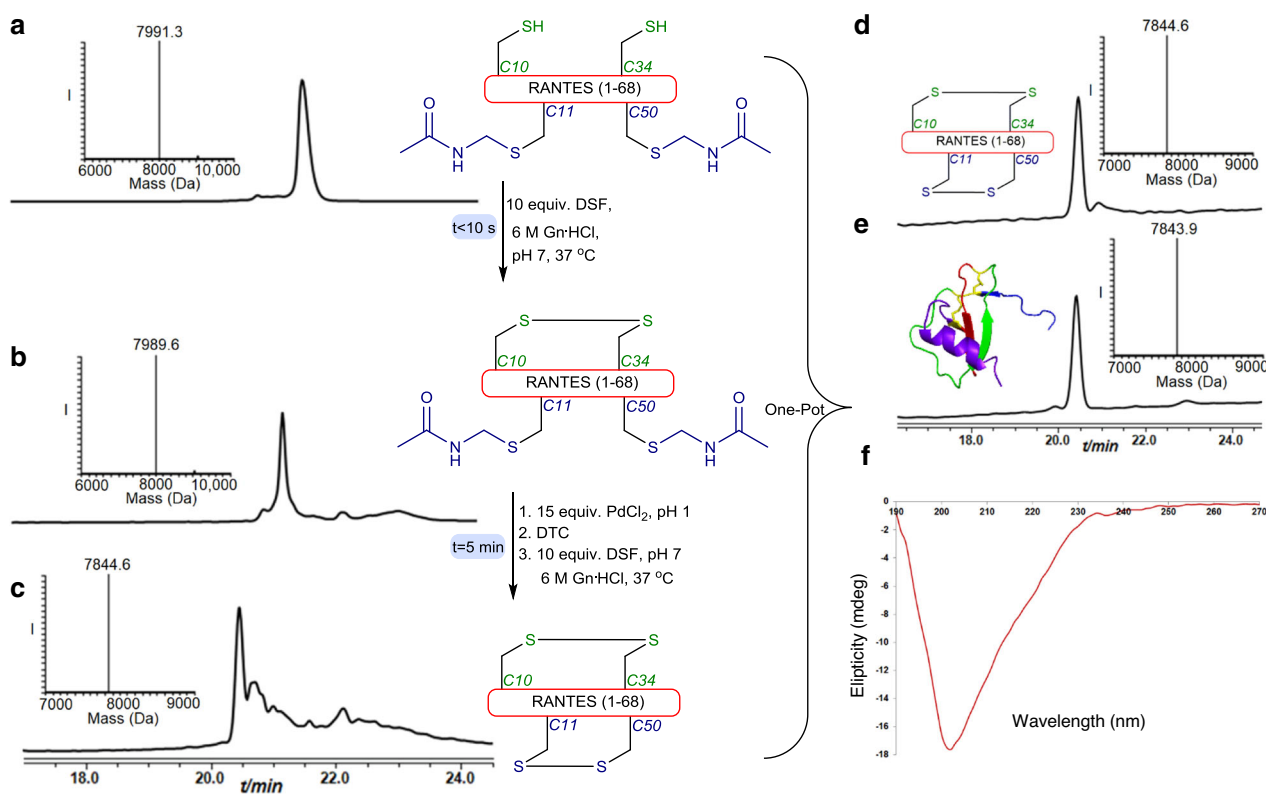 a
7991.3
I
6000 8000 10,000
Mass (Da)
SH SH
C10 C34
RANTES (1-68)
C11 C50
O O
N S S N
H H
t<10 s
10 equiv. DSF,
6 M Gn·HCl,
pH 7, 37 °C
b
7989.6
I
6000 8000 10,000
Mass (Da)
S S
C10 C34
RANTES (1-68)
C11 C50
O O
N S S N
H H
t=5 min
1. 15 equiv. PdCl2, pH 1
2. DTC
3. 10 equiv. DSF, pH 7
6 M Gn·HCl, 37 °C
c
7844.6
I
7000 8000 9000
Mass (Da)
18.0 20.0 22.0 24.0
t/min
S S
C10 C34
RANTES (1-68)
C11 C50
S S
One-Pot
d
7844.6
I
7000 8000 9000
Mass (Da)
S S
C10 C34
RANTES (1-68)
C11 C50
S S
e
7843.9
I
7000 8000 9000
Mass (Da)
18.0 20.0 22.0 24.0
t/min
f
0
190 200 210 220 230 240 250 260 270
-2
-4
-6
-8
-10
-12
-14
-16
-18
Elipticity (mdeg)
Wavelength (nm)